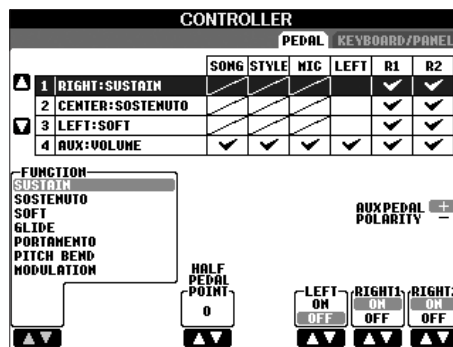 CONTROLLER
PEDAL KEYBOARD/PANEL
SONG STYLE MIC LEFT R1 R2
1 RIGHT:SUSTAIN
2 CENTER:SOSTENUTO
3 LEFT:SOFT
4 AUX:VOLUME
FUNCTION
SUSTAIN
SOSTENUTO
SOFT
GLIDE
PORTAMENTO
PITCH BEND
MODULATION
AUX PEDAL +
POLARITY −
HALF
PEDAL
POINT
0
LEFT RIGHT1 RIGHT2
ON ON ON
OFF OFF OFF